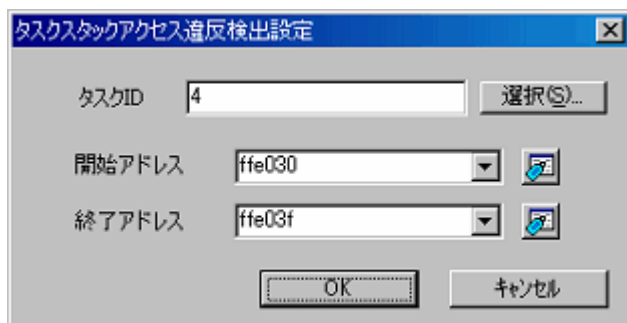 タスクスタックアクセス違反検出設定
タスクID 4 選択(S)...
開始アドレス ffe030
終了アドレス ffe03f
OK キャンセル